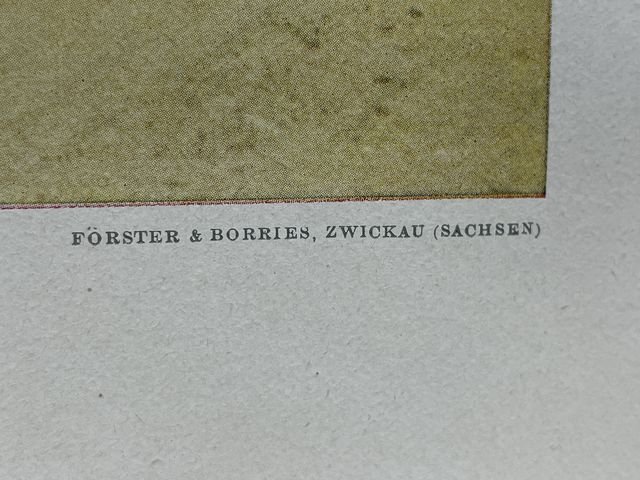 FÖRSTER & BORRIES, ZWICKAU (SACHSEN)